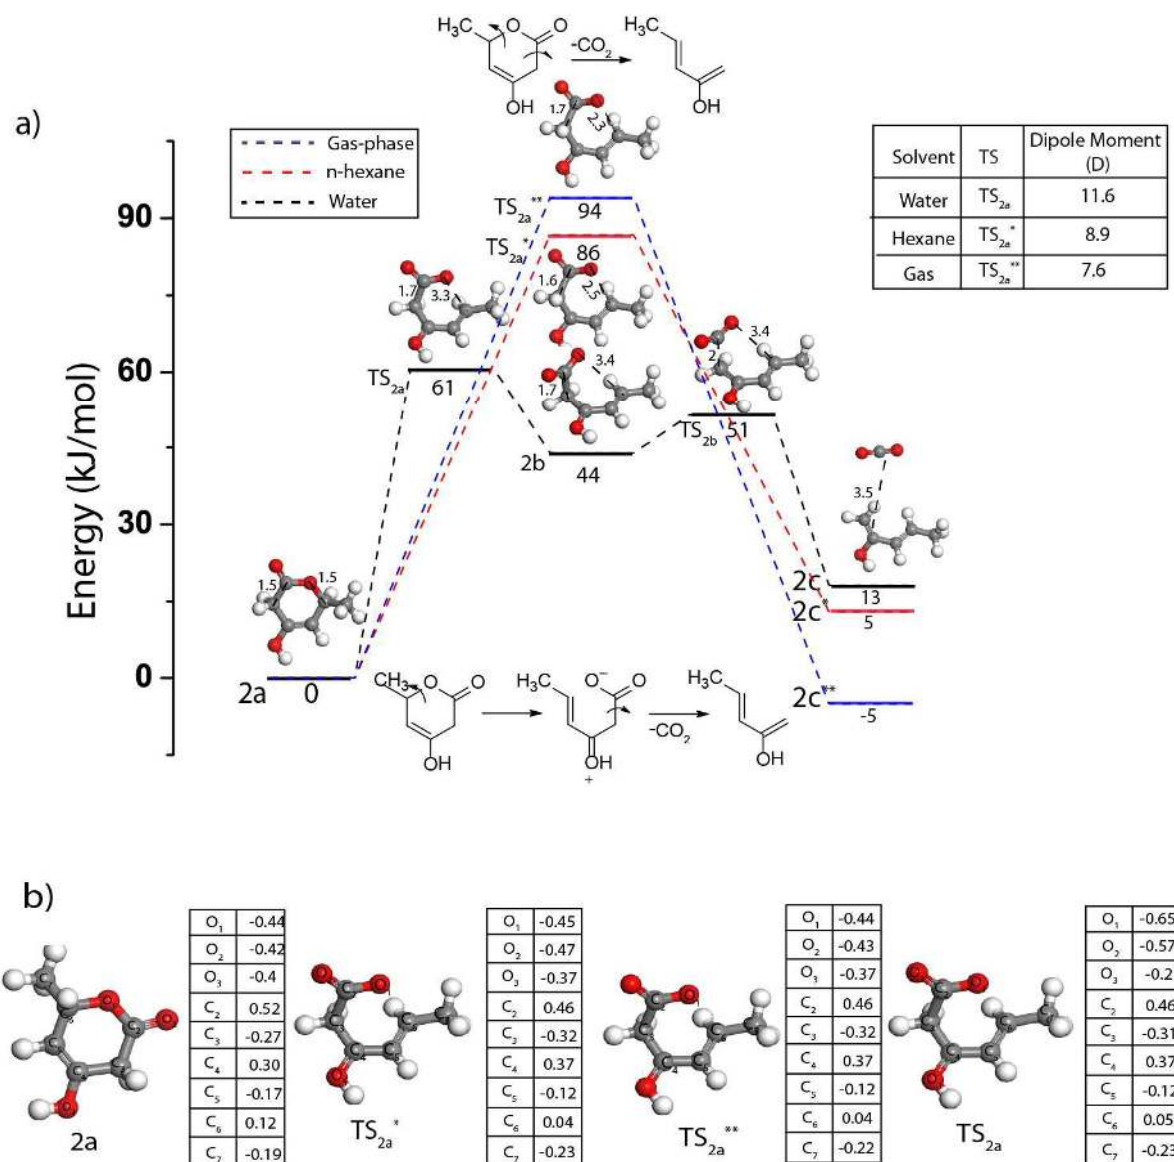 H₃C O O
-CO₂
H₃C
OH
OH
a)
Gas-phase
n-hexane
Water
Solvent TS Dipole Moment (D)
Water TS₂ₐ 11.6
Hexane TS₂ₐ* 8.9
Gas TS₂ₐ** 7.6
Energy (kJ/mol)
90
60
30
0
1.7
2.3
TS₂ₐ**
94
TS₂ₐ*
86
1.6
2.5
1.7
3.3
TS₂ₐ
61
3.4
1.7
2b
44
3.4
2
TS₂b
51
3.5
2c
13
2c
5
2c**
-5
1.5
1.5
2a
0
CH₃ O O
OH
H₃C O⁻ O
OH
+
-CO₂
H₃C
OH
b)
2a
O₁ -0.44
O₂ -0.42
O₃ -0.4
C₂ 0.52
C₃ -0.27
C₄ 0.30
C₅ -0.17
C₆ 0.12
C₇ -0.19
TS₂ₐ*
O₁ -0.45
O₂ -0.47
O₃ -0.37
C₂ 0.46
C₃ -0.32
C₄ 0.37
C₅ -0.12
C₆ 0.04
C₇ -0.23
TS₂ₐ**
O₁ -0.44
O₂ -0.43
O₃ -0.37
C₂ 0.46
C₃ -0.32
C₄ 0.37
C₅ -0.12
C₆ 0.04
C₇ -0.22
TS₂ₐ
O₁ -0.65
O₂ -0.57
O₃ -0.2
C₂ 0.46
C₃ -0.31
C₄ 0.37
C₅ -0.12
C₆ 0.05
C₇ -0.23